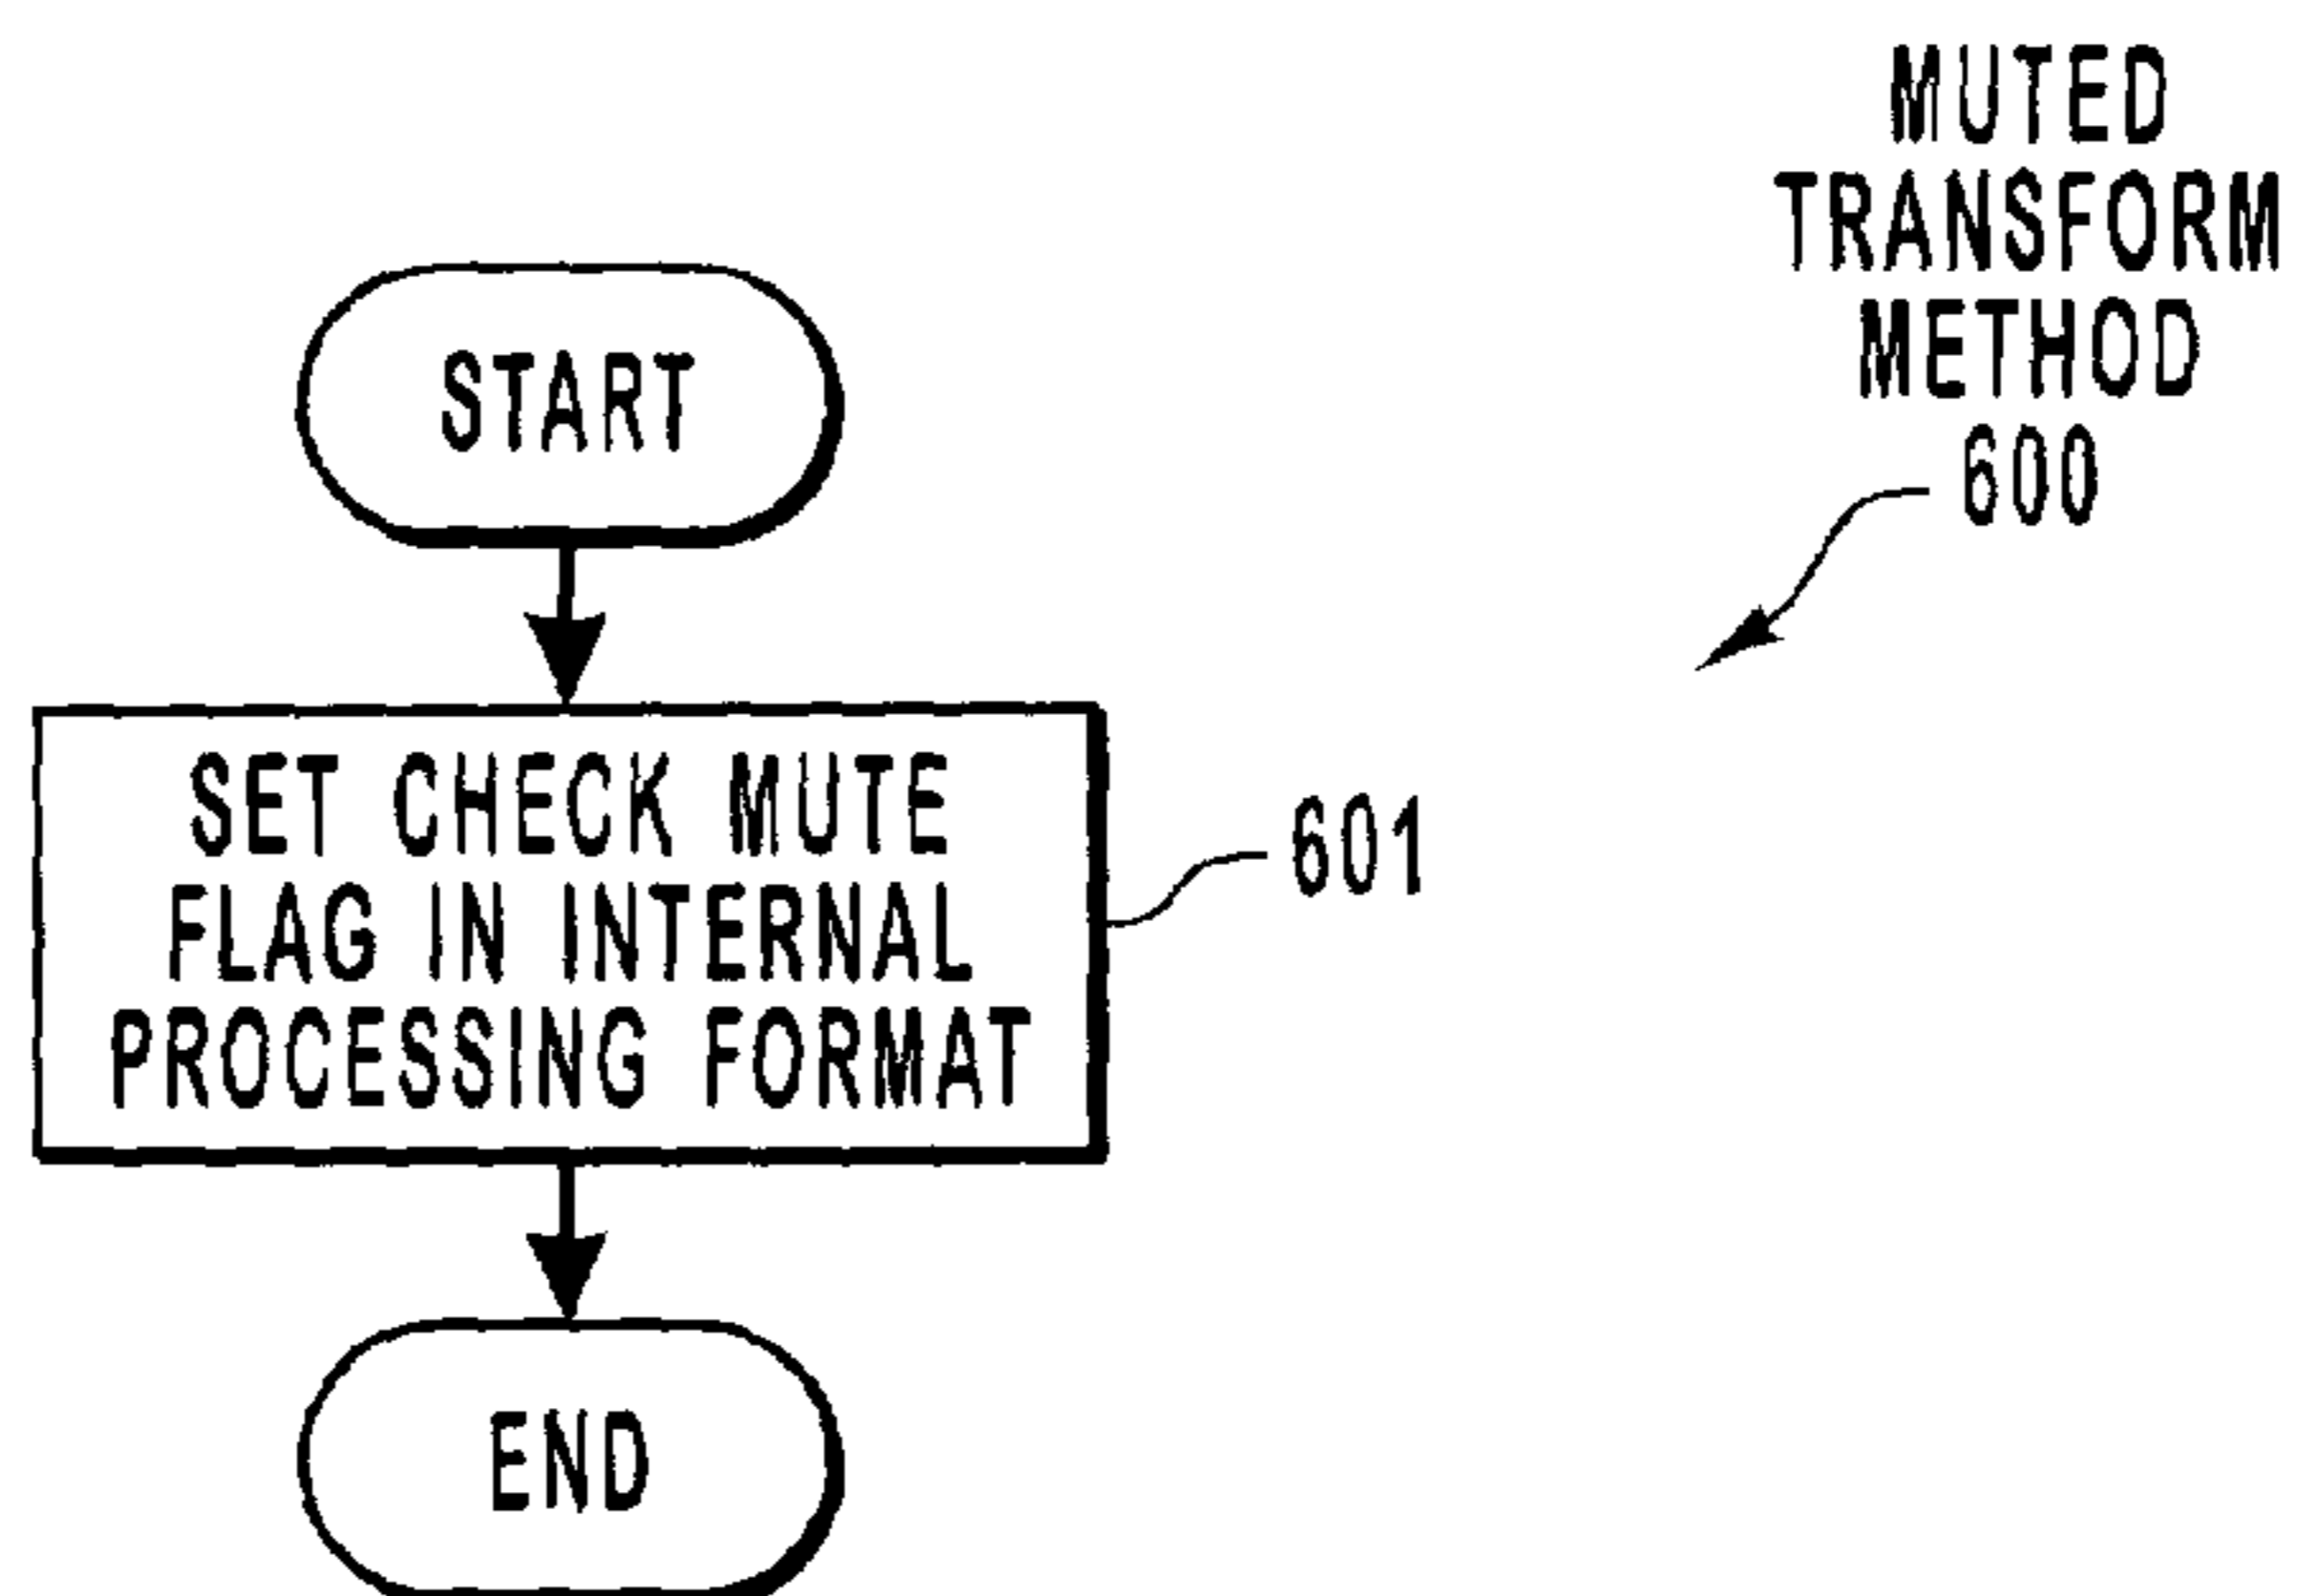 MUTED
TRANSFORM
METHOD
600
START
SET CHECK MUTE
FLAG IN INTERNAL
PROCESSING FORMAT
601
END